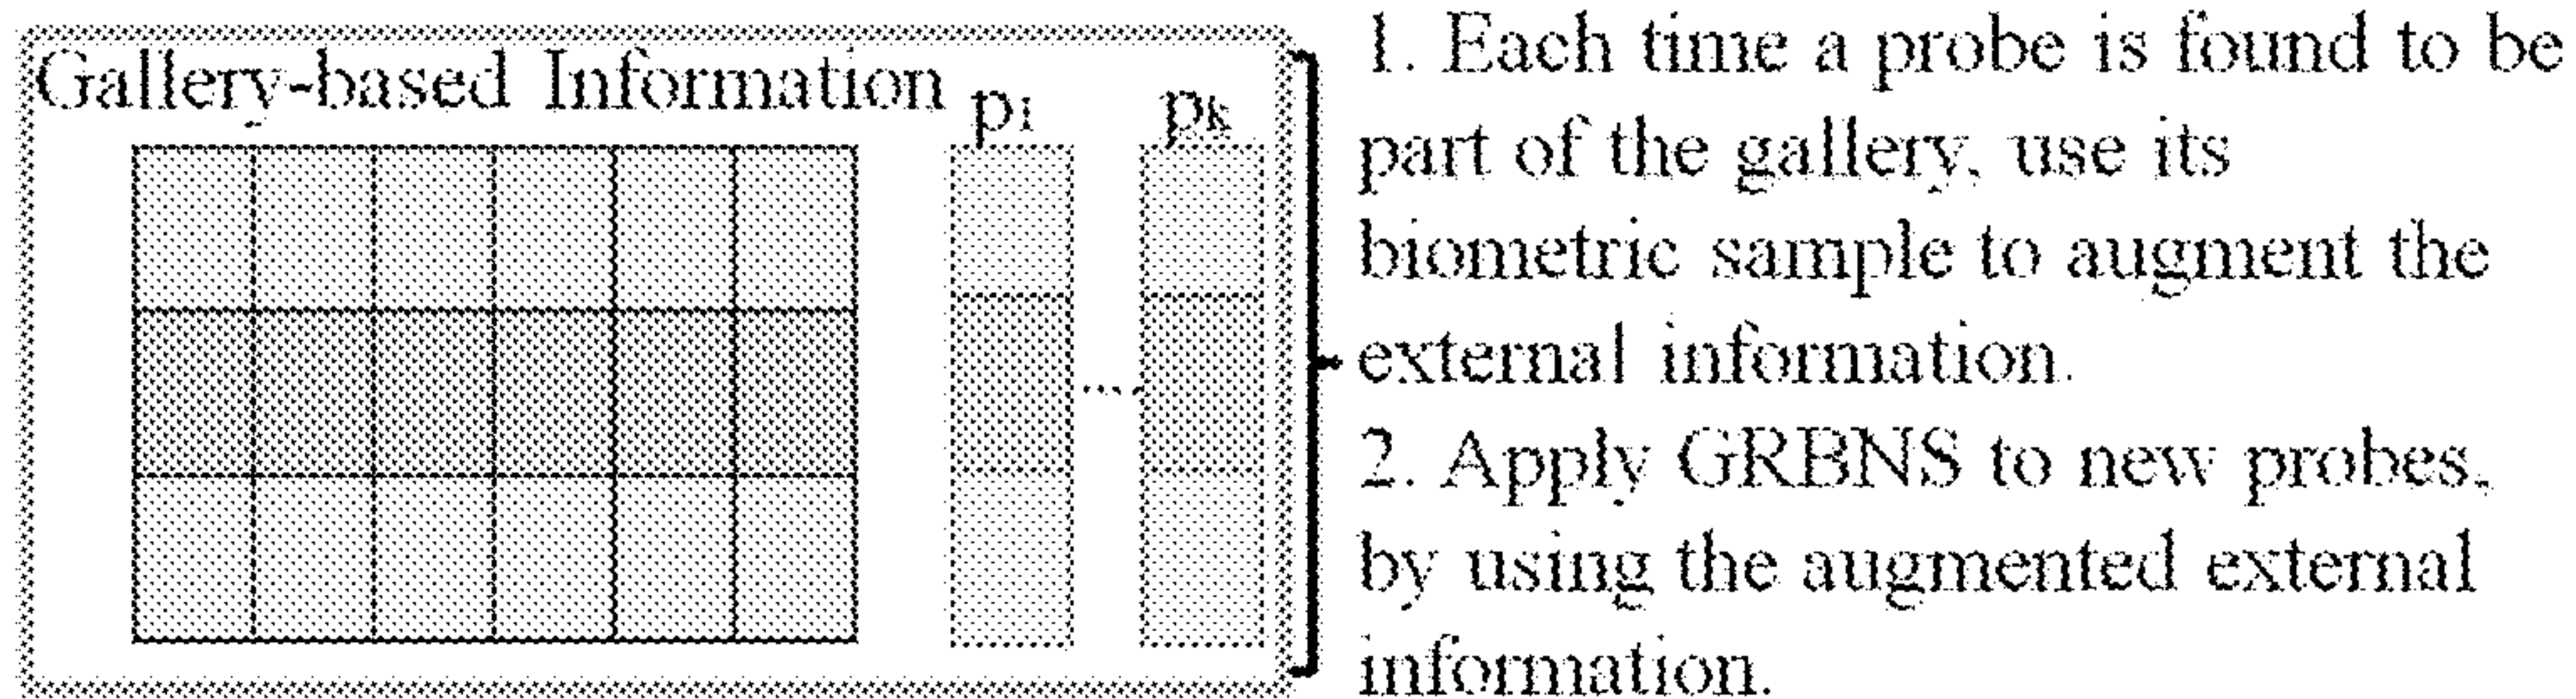 Gallery-based Information
p1 pk
...
1. Each time a probe is found to be
part of the gallery, use its
biometric sample to augment the
external information.
2. Apply GRBNS to new probes,
by using the augmented external
information.